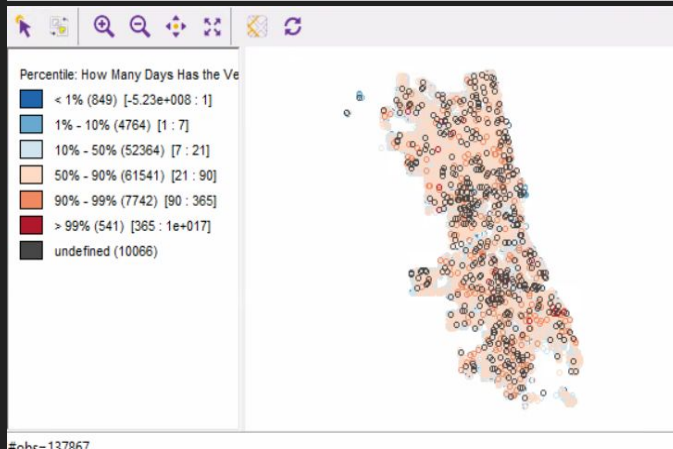 Percentile: How Many Days Has the Ve
< 1% (849) [-5.23e+008 : 1]
1% - 10% (4764) [1 : 7]
10% - 50% (52364) [7 : 21]
50% - 90% (61541) [21 : 90]
90% - 99% (7742) [90 : 365]
> 99% (541) [365 : 1e+017]
undefined (10066)
#obs=137867